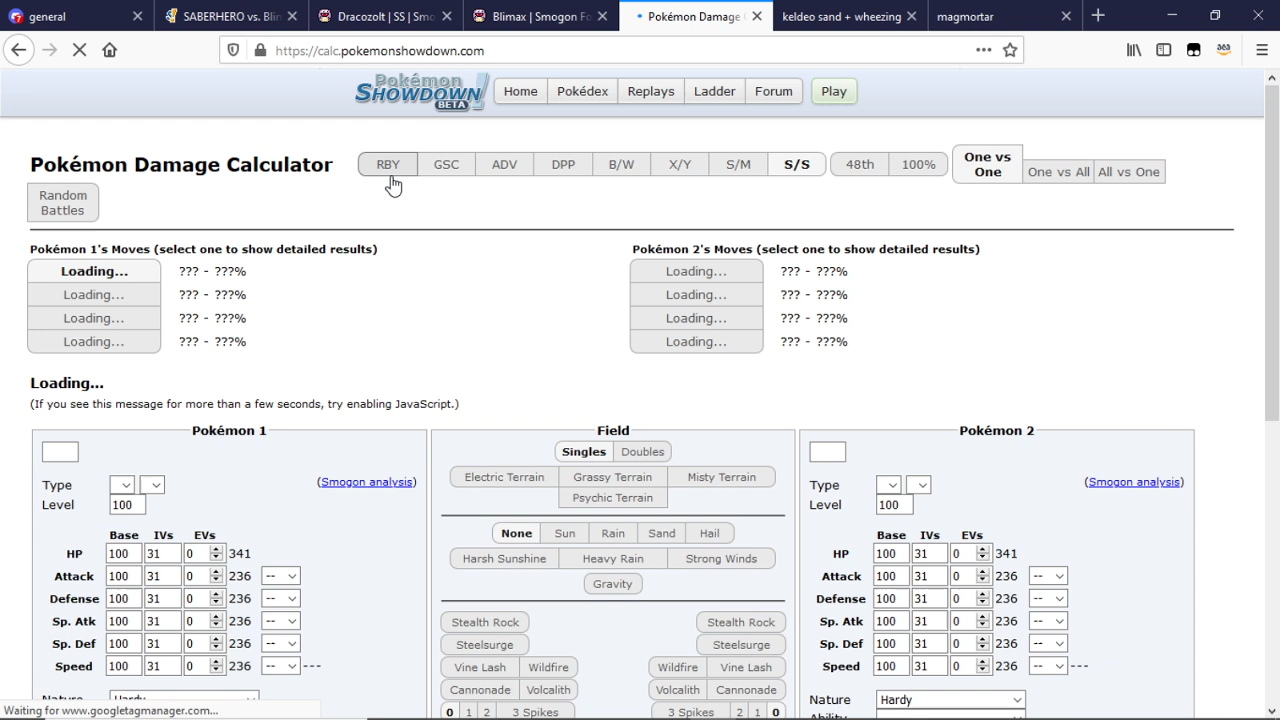 general
SABERHERO vs. Blin
Dracozolt | SS | Smo
Blimax | Smogon Fo
Pokémon Damage C
keldeo sand + wheezing
magmortar
https://calc.pokemonshowdown.com
Pokémon
SHOWDOWN!
BETA
Home Pokédex Replays Ladder Forum Play
Pokémon Damage Calculator
RBY GSC ADV DPP B/W X/Y S/M S/S 48th 100% One vs One One vs All All vs One
Random
Battles
Pokémon 1's Moves (select one to show detailed results)
Loading... ??? - ???%
Loading... ??? - ???%
Loading... ??? - ???%
Loading... ??? - ???%
Pokémon 2's Moves (select one to show detailed results)
Loading... ??? - ???%
Loading... ??? - ???%
Loading... ??? - ???%
Loading... ??? - ???%
Loading...
(If you see this message for more than a few seconds, try enabling JavaScript.)
Pokémon 1
Type (Smogon analysis)
Level 100
Base IVs EVs
HP 100 31 0 341
Attack 100 31 0 236 --
Defense 100 31 0 236 --
Sp. Atk 100 31 0 236 --
Sp. Def 100 31 0 236 --
Speed 100 31 0 236 -- ---
Nature Hardy
Field
Singles Doubles
Electric Terrain Grassy Terrain Misty Terrain
Psychic Terrain
None Sun Rain Sand Hail
Harsh Sunshine Heavy Rain Strong Winds
Gravity
Stealth Rock Stealth Rock
Steelsurge Steelsurge
Vine Lash Wildfire Wildfire Vine Lash
Cannonade Volcalith Volcalith Cannonade
0 1 2 3 Spikes 3 Spikes 2 1 0
Pokémon 2
Type (Smogon analysis)
Level 100
Base IVs EVs
HP 100 31 0 341
Attack 100 31 0 236 --
Defense 100 31 0 236 --
Sp. Atk 100 31 0 236 --
Sp. Def 100 31 0 236 --
Speed 100 31 0 236 -- ---
Nature Hardy
Waiting for www.googletagmanager.com...